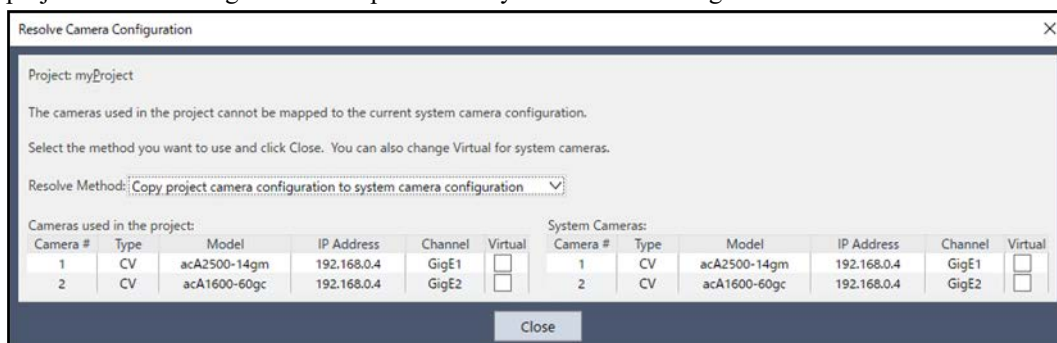 Resolve Camera Configuration
Project: myProject
The cameras used in the project cannot be mapped to the current system camera configuration.
Select the method you want to use and click Close. You can also change Virtual for system cameras.
Resolve Method: Copy project camera configuration to system camera configuration
Cameras used in the project: System Cameras:
Camera # Type Model IP Address Channel Virtual Camera # Type Model IP Address Channel Virtual
1 CV acA2500-14gm 192.168.0.4 GigE1 1 CV acA2500-14gm 192.168.0.4 GigE1
2 CV acA1600-60gc 192.168.0.4 GigE2 2 CV acA1600-60gc 192.168.0.4 GigE2
Close